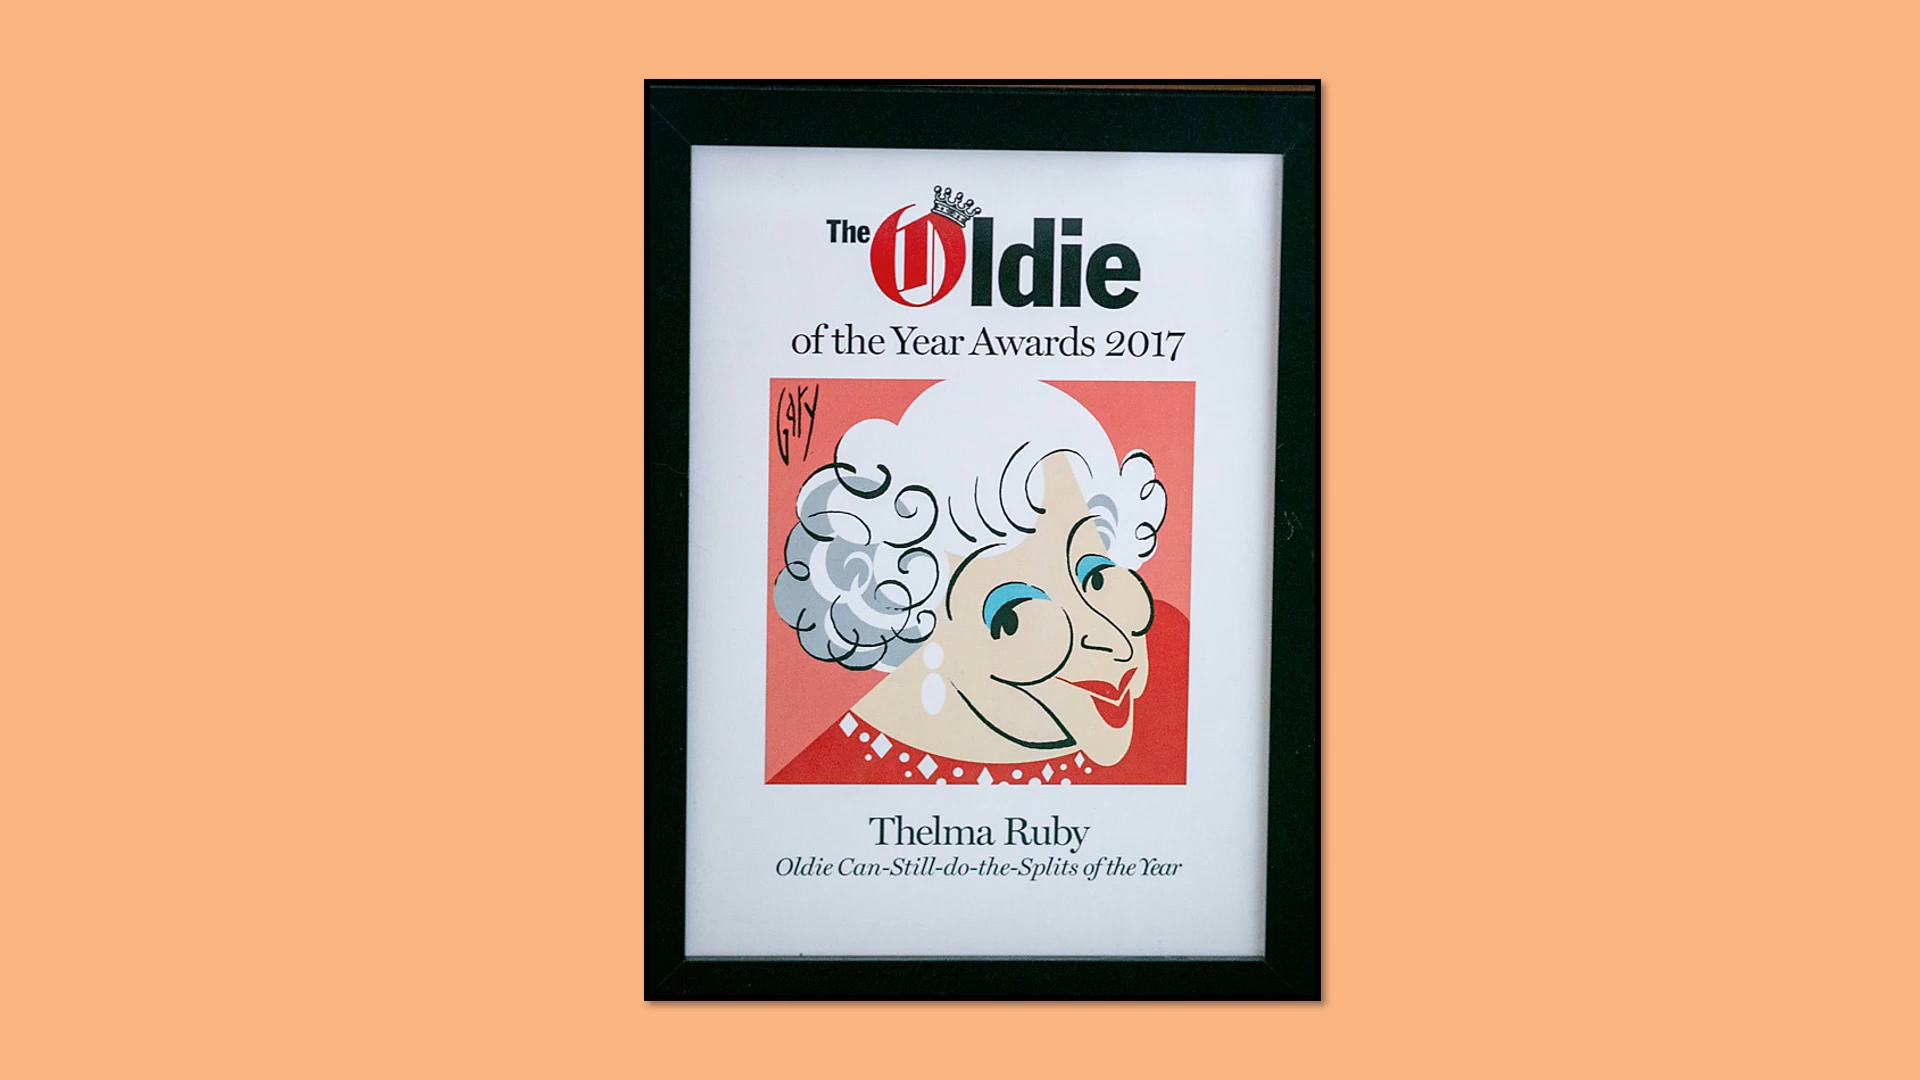 The Oldie
of the Year Awards 2017
Gary
Thelma Ruby
Oldie Can-Still-do-the-Splits of the Year